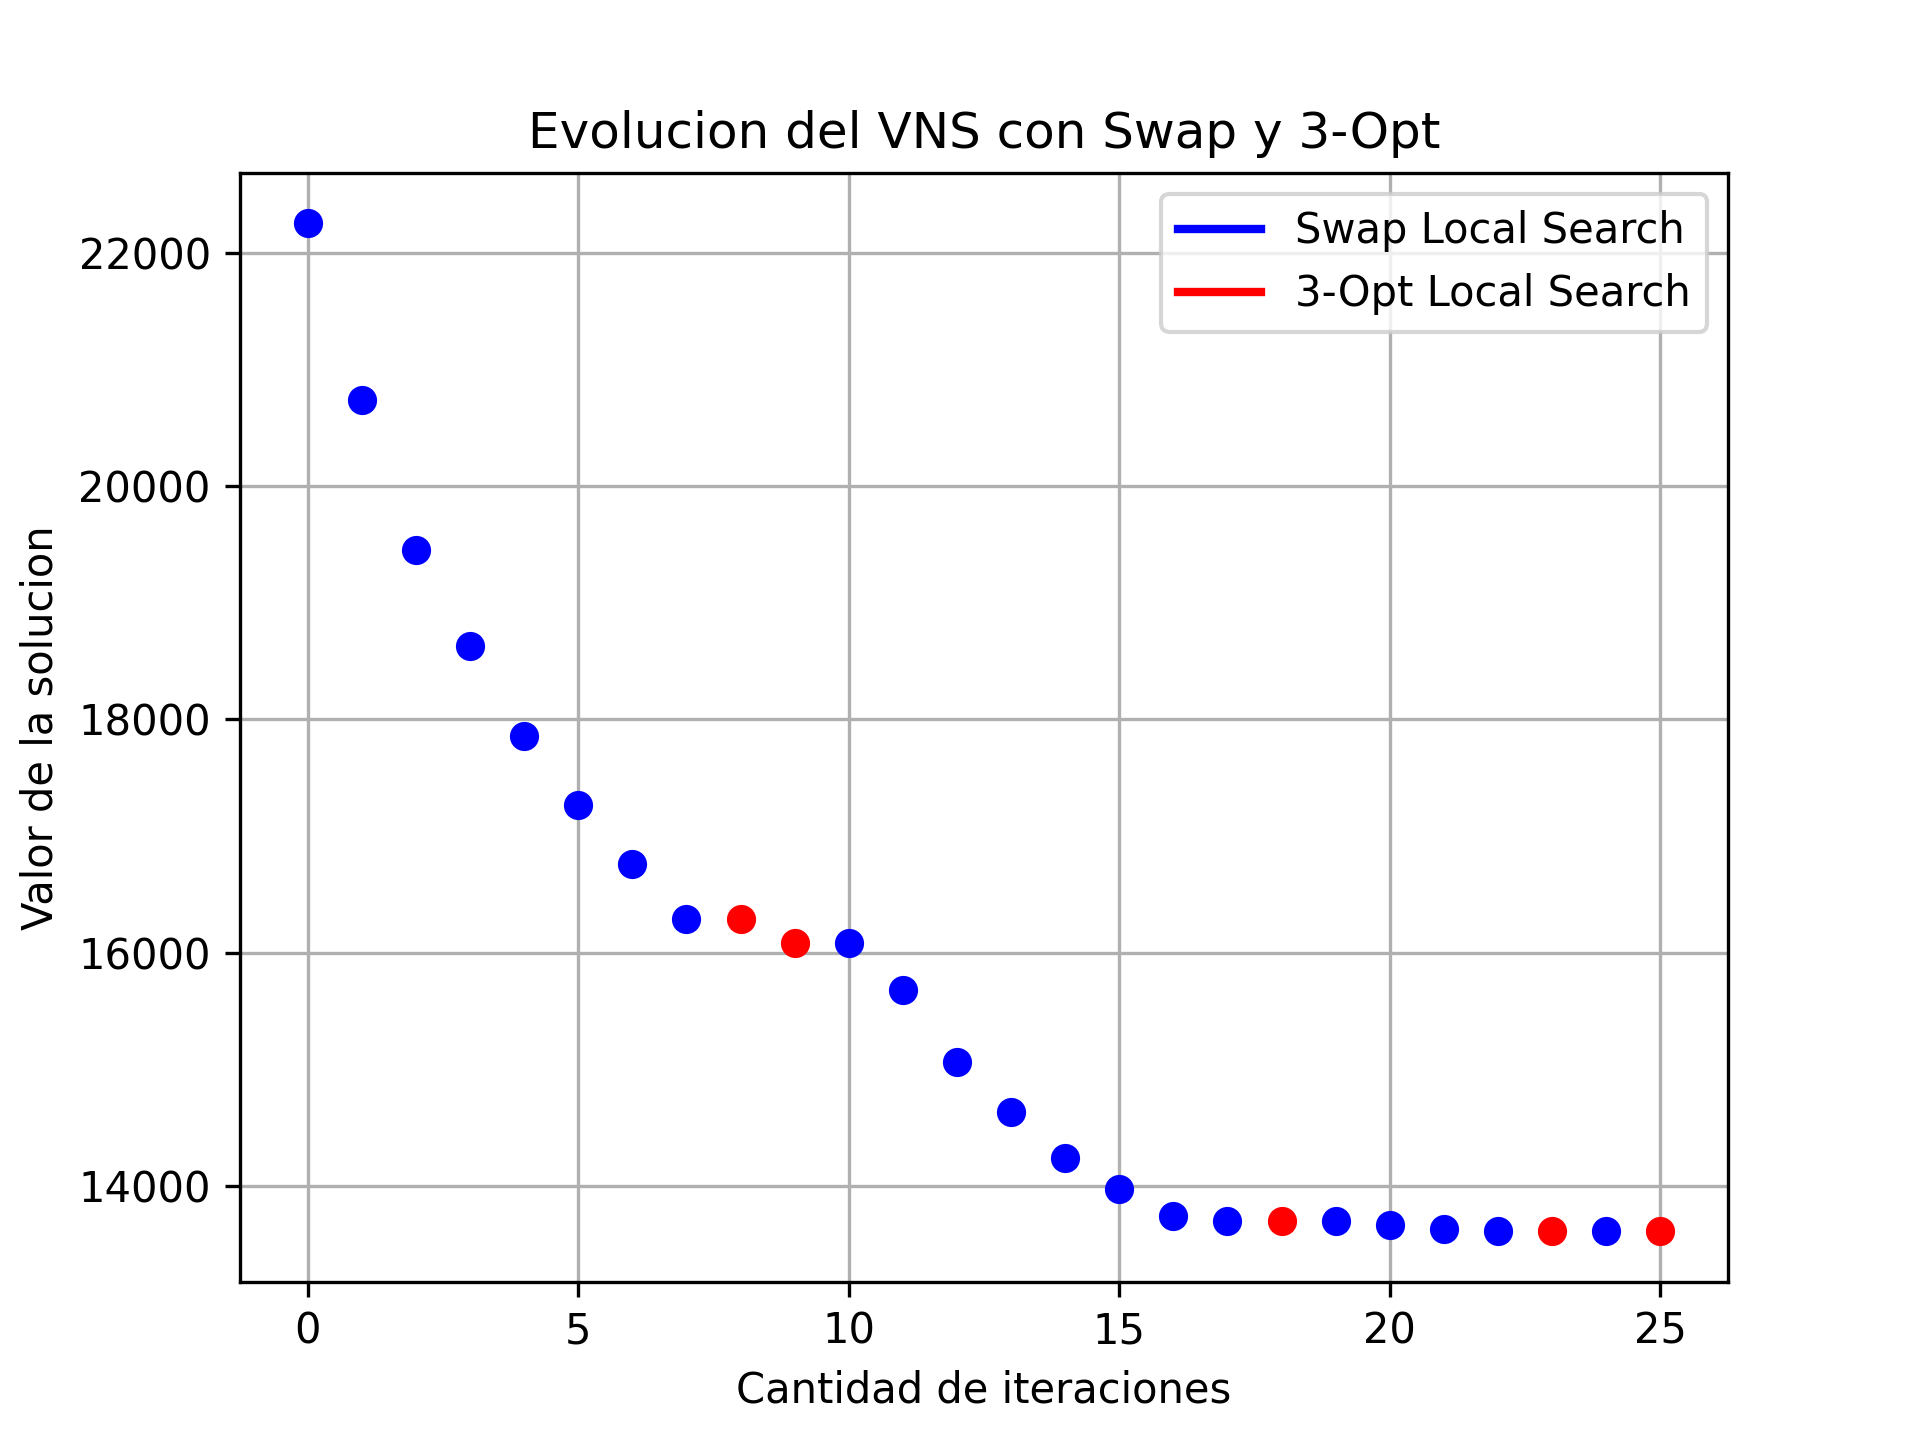 Evolucion del VNS con Swap y 3-Opt
Swap Local Search
3-Opt Local Search
Valor de la solucion
22000
20000
18000
16000
14000
0 5 10 15 20 25
Cantidad de iteraciones